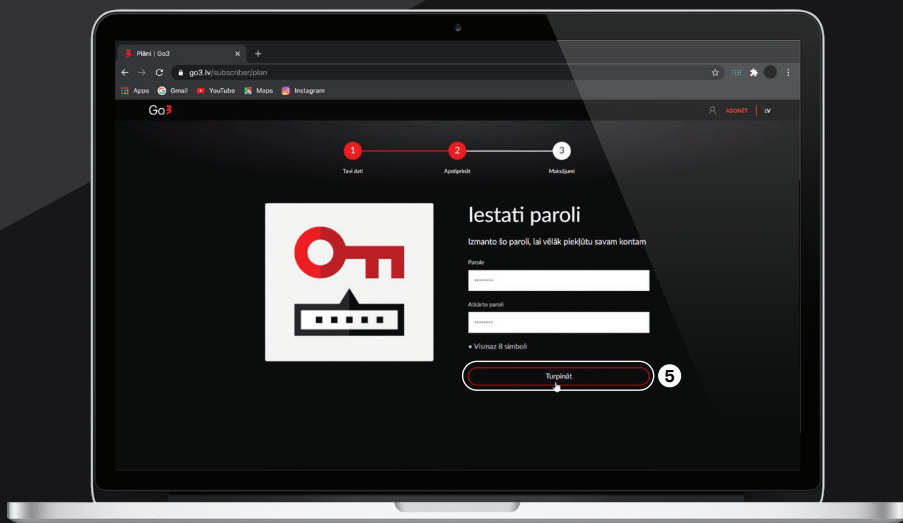 Plāni | Go3
go3.lv/subscriber/plan
Apps Gmail YouTube Maps Instagram
Go3
ABONĒT LV
1 2 3
Tavi dati Apstiprināt Maksājumi
Iestati paroli
Izmanto šo paroli, lai vēlāk piekļūtu savam kontam
Parole
Atkārto paroli
• Vismaz 8 simboli
Turpināt
5